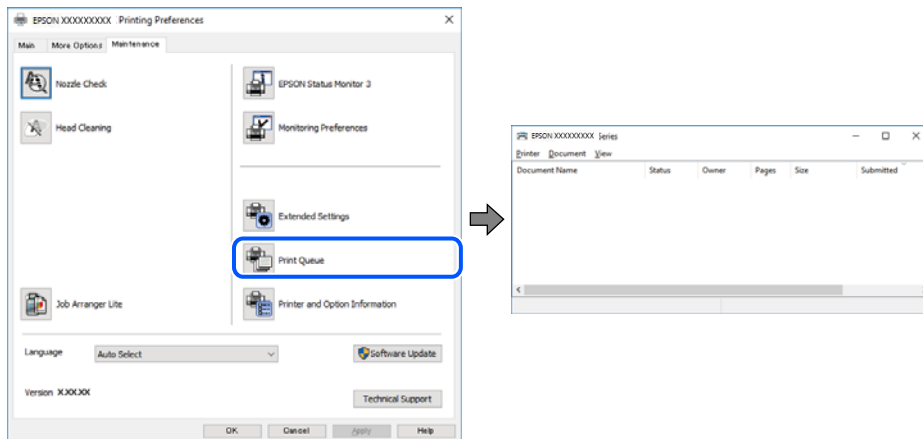 EPSON XXXXXXXXX Printing Preferences
Main More Options Maintenance
Nozzle Check
EPSON Status Monitor 3
Head Cleaning
Monitoring Preferences
Extended Settings
Print Queue
Job Arranger Lite
Printer and Option Information
Language Auto Select
Software Update
Version X.XX.XX
Technical Support
OK Cancel Apply Help
EPSON XXXXXXXXX Series
Printer Document View
Document Name Status Owner Pages Size Submitted